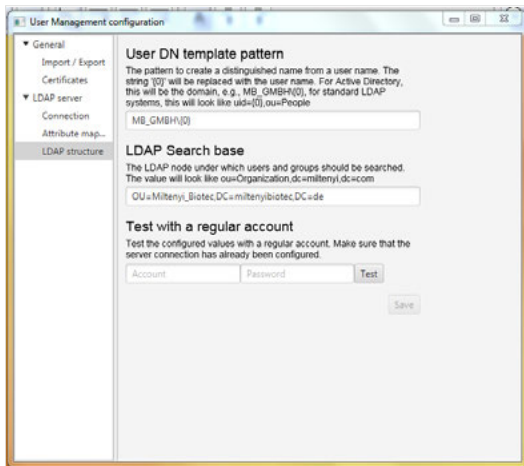 User Management configuration
General
Import / Export
Certificates
LDAP server
Connection
Attribute map...
LDAP structure
User DN template pattern
The pattern to create a distinguished name from a user name. The
string '{0}' will be replaced with the user name. For Active Directory,
this will be the domain, e.g., MB_GMBH\{0}, for standard LDAP
systems, this will look like uid={0},ou=People
MB_GMBH\{0}
LDAP Search base
The LDAP node under which users and groups should be searched.
The value will look like ou=Organization,dc=miltenyi,dc=com
OU=Miltenyi_Biotec,DC=miltenyibiotec,DC=de
Test with a regular account
Test the configured values with a regular account. Make sure that the
server connection has already been configured.
Account Password Test
Save